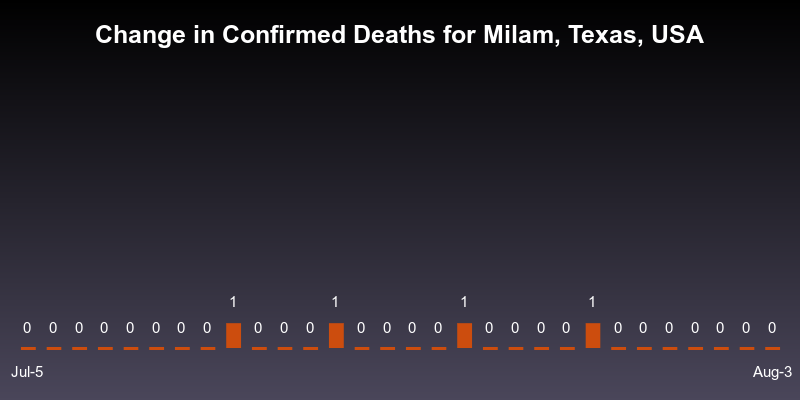 Change in Confirmed Deaths for Milam, Texas, USA
1 1 1 1
0 0 0 0 0 0 0 0 0 0 0 0 0 0 0 0 0 0 0 0 0 0 0 0 0 0
Jul-5 Aug-3